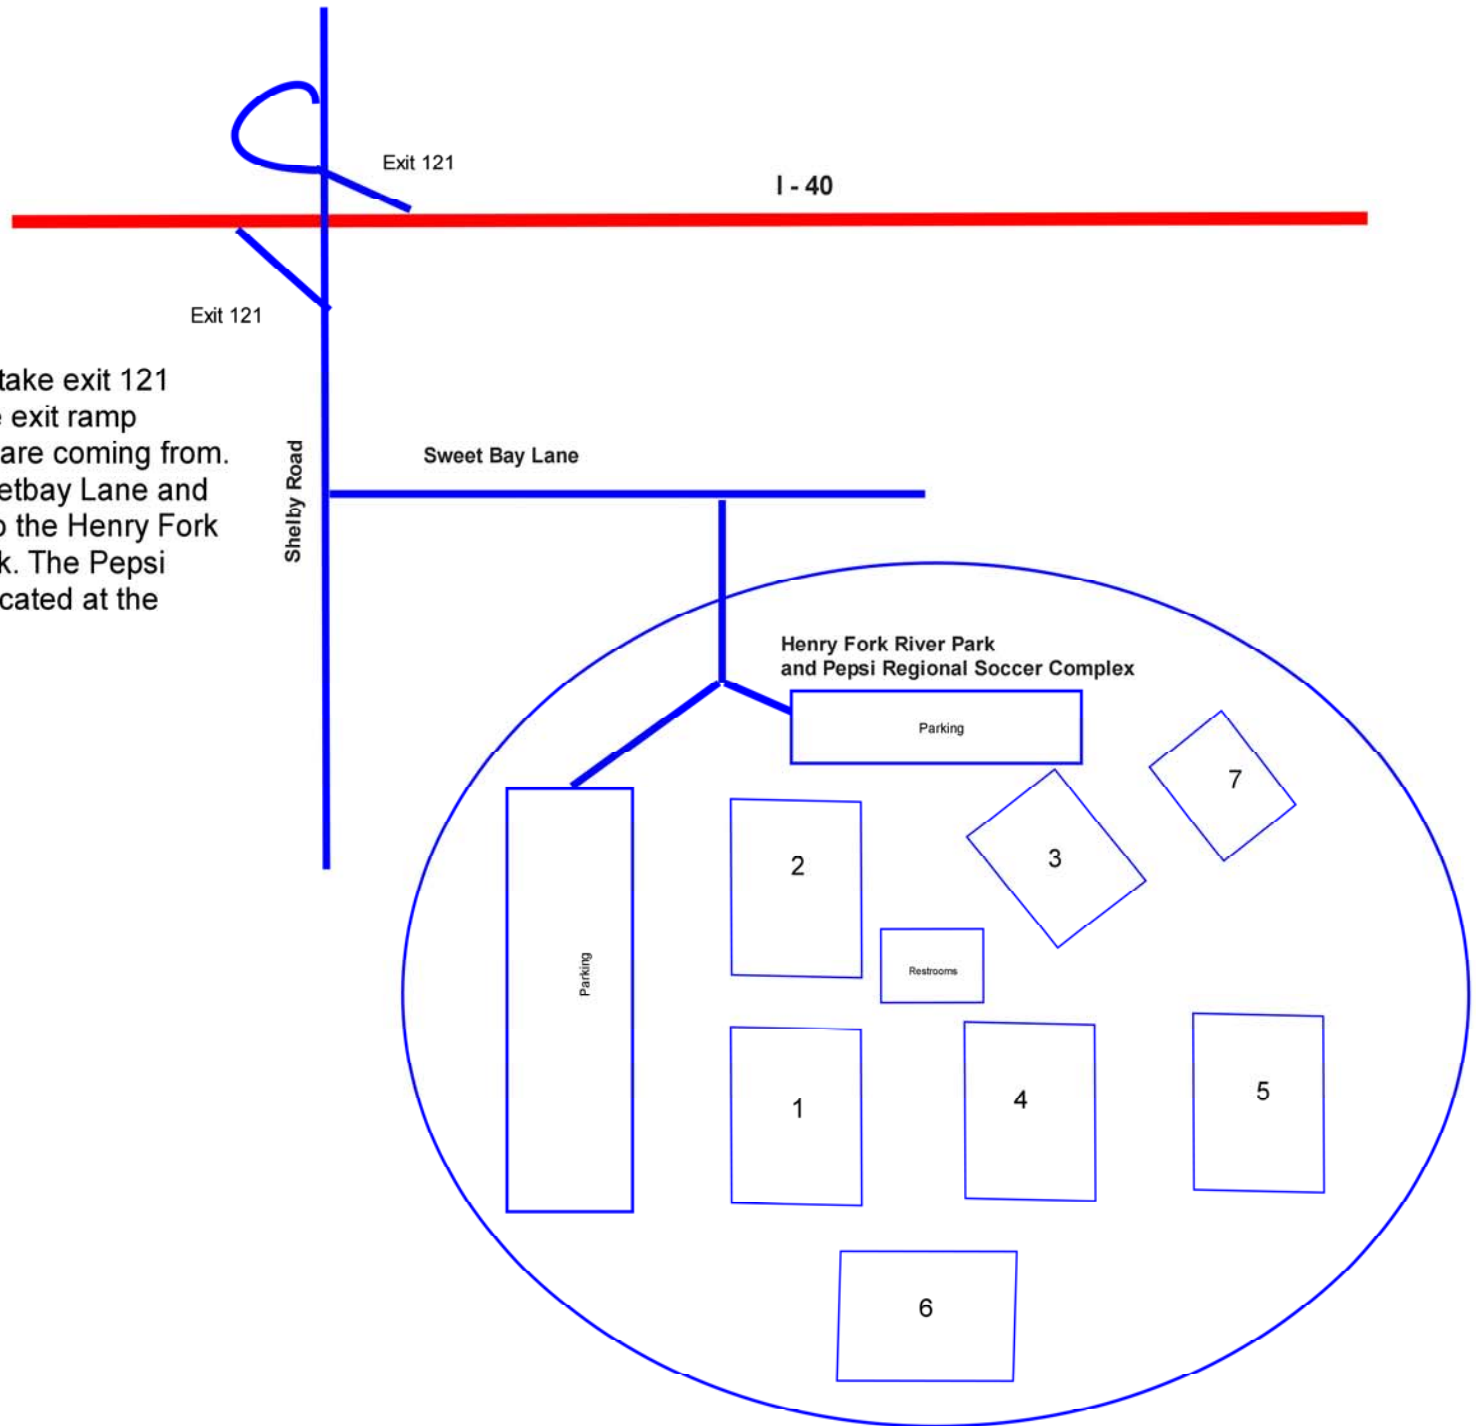 Exit 121
I - 40
Exit 121
take exit 121
exit ramp
are coming from.
Lane and
the Henry Fork
The Pepsi
at the
Shelby Road
Sweet Bay Lane
Henry Fork River Park
and Pepsi Regional Soccer Complex
Parking
7
3
2
Restrooms
Parking
1
4
5
6